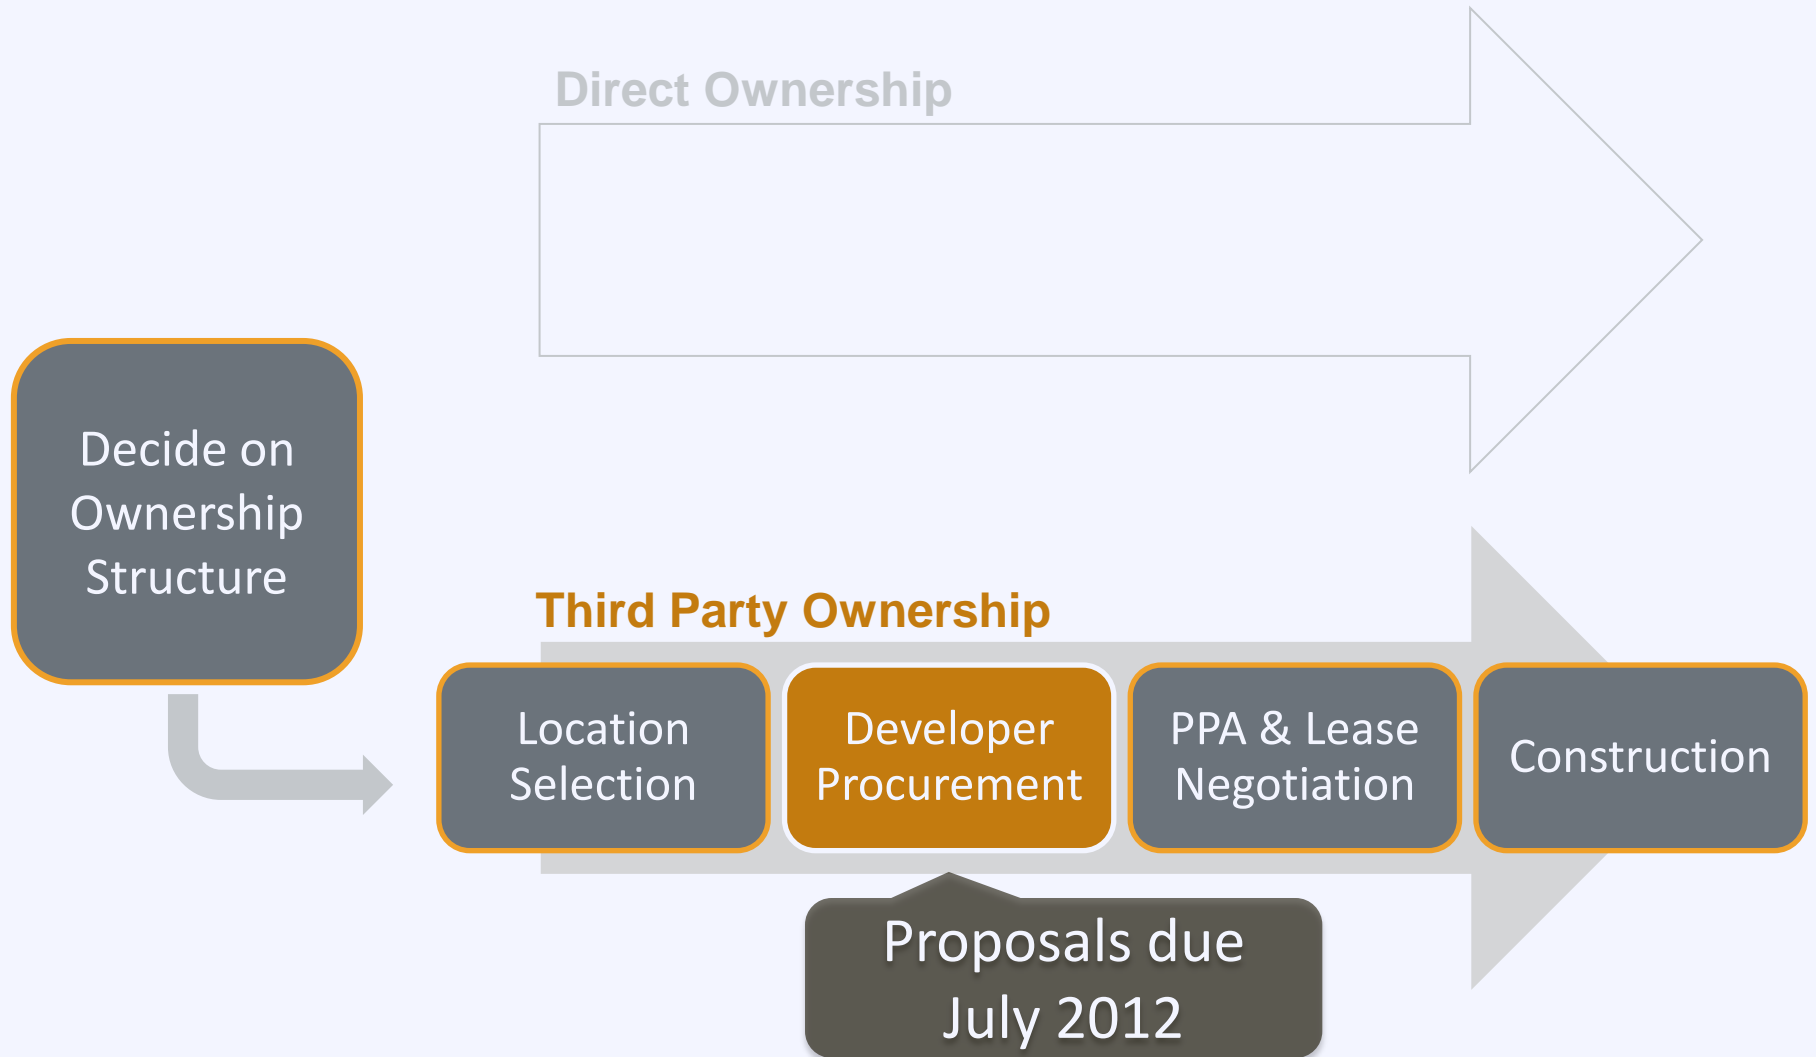 Direct Ownership
Decide on
Ownership
Structure
Third Party Ownership
Location
Selection
Developer
Procurement
PPA & Lease
Negotiation
Construction
Proposals due
July 2012